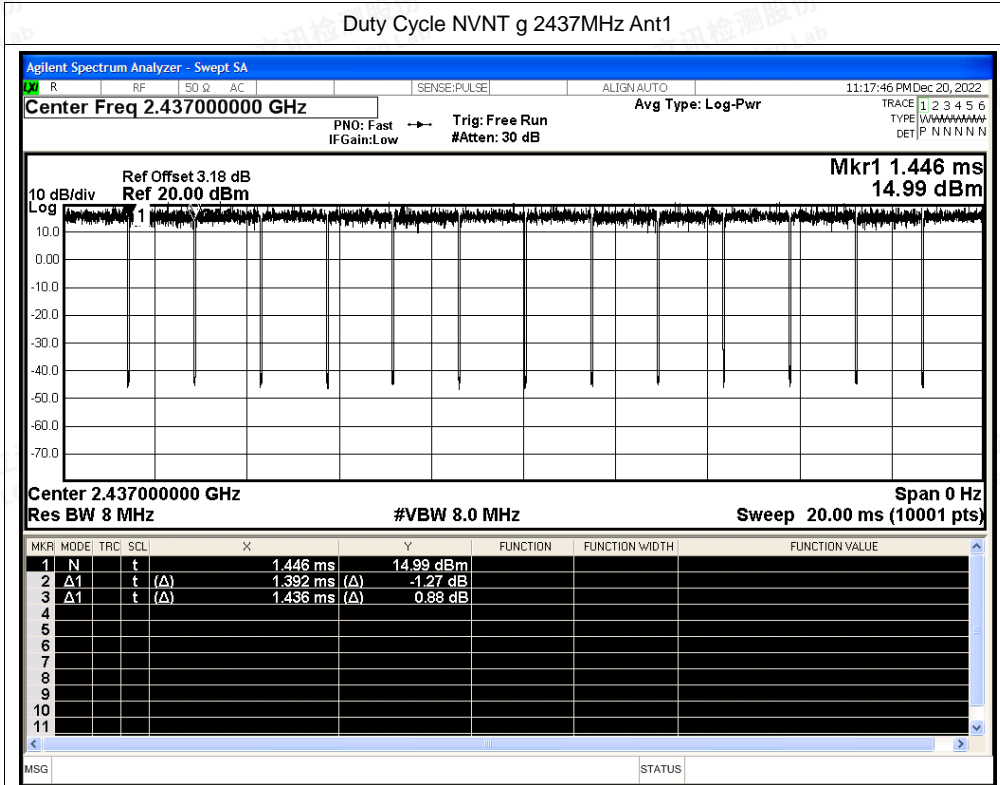 Duty Cycle NVNT g 2437MHz Ant1
Agilent Spectrum Analyzer - Swept SA
LXI R RF 50 Ω AC SENSE:PULSE ALIGN AUTO 11:17:46 PM Dec 20, 2022
Center Freq 2.437000000 GHz Avg Type: Log-Pwr TRACE 1 2 3 4 5 6
PNO: Fast Trig: Free Run TYPE WWWWWW
IFGain:Low #Atten: 30 dB DET P N N N N N
Mkr1 1.446 ms
14.99 dBm
Ref Offset 3.18 dB
10 dB/div Ref 20.00 dBm
Log
1
10.0
0.00
-10.0
-20.0
-30.0
-40.0
-50.0
-60.0
-70.0
Center 2.437000000 GHz Span 0 Hz
Res BW 8 MHz #VBW 8.0 MHz Sweep 20.00 ms (10001 pts)
MKR MODE TRC SCL X Y FUNCTION FUNCTION WIDTH FUNCTION VALUE
1 N t 1.446 ms 14.99 dBm
2 Δ1 t (Δ) 1.392 ms (Δ) -1.27 dB
3 Δ1 t (Δ) 1.436 ms (Δ) 0.88 dB
4
5
6
7
8
9
10
11
MSG STATUS